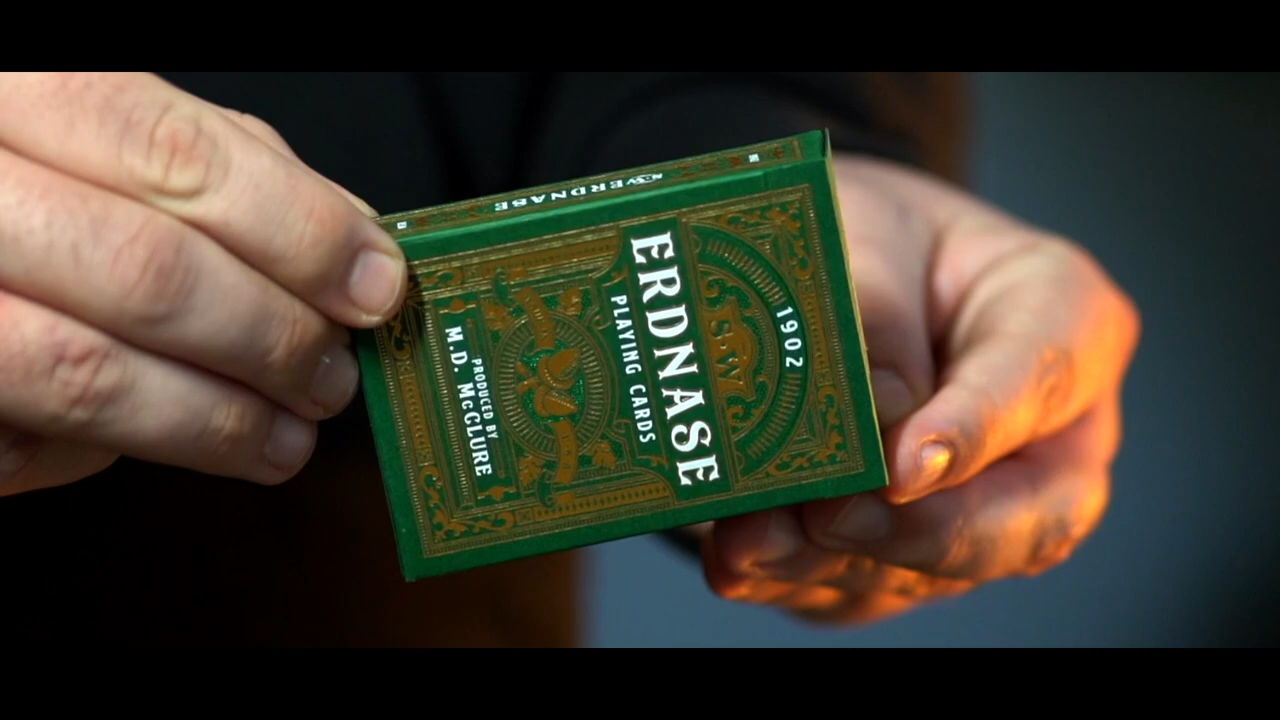 1902
S.W.
ERDNASE
PLAYING CARDS
PRODUCED BY
M.D. McCLURE
S.W.ERDNASE